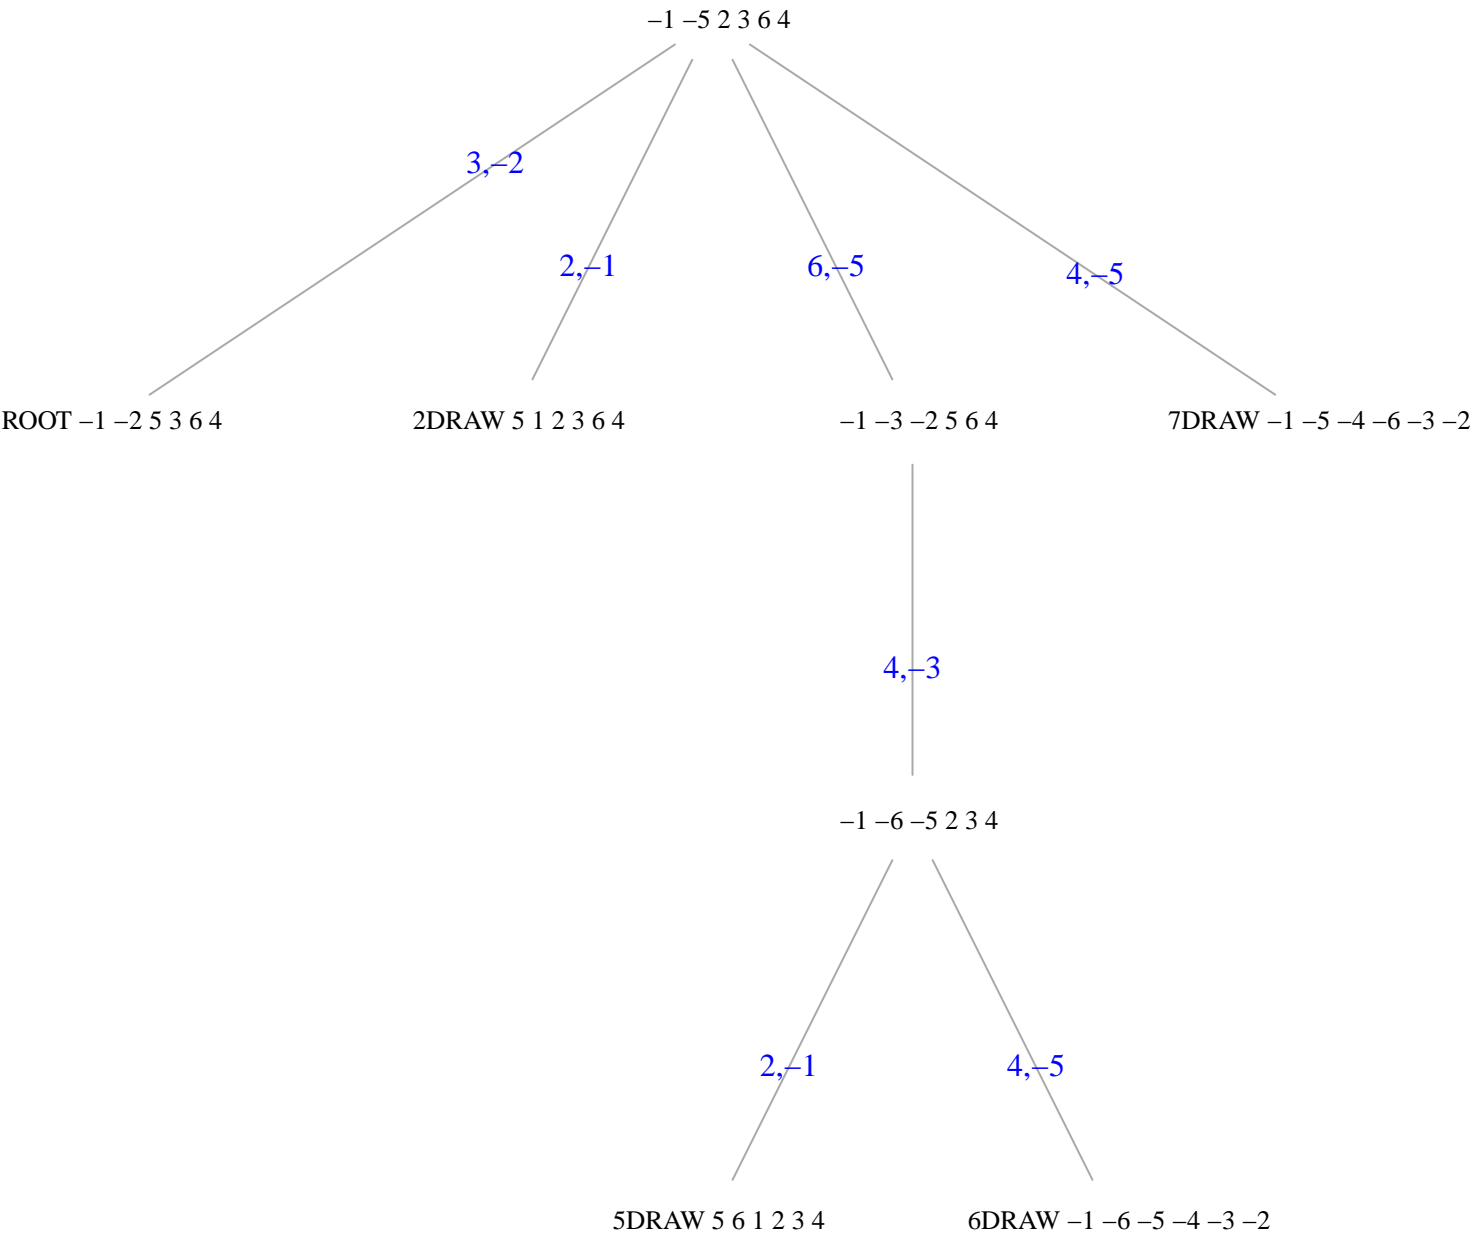 –1 –5 2 3 6 4
3,–2
2,–1
6,–5
4,–5
ROOT –1 –2 5 3 6 4
2DRAW 5 1 2 3 6 4
–1 –3 –2 5 6 4
7DRAW –1 –5 –4 –6 –3 –2
4,–3
–1 –6 –5 2 3 4
2,–1
4,–5
5DRAW 5 6 1 2 3 4
6DRAW –1 –6 –5 –4 –3 –2